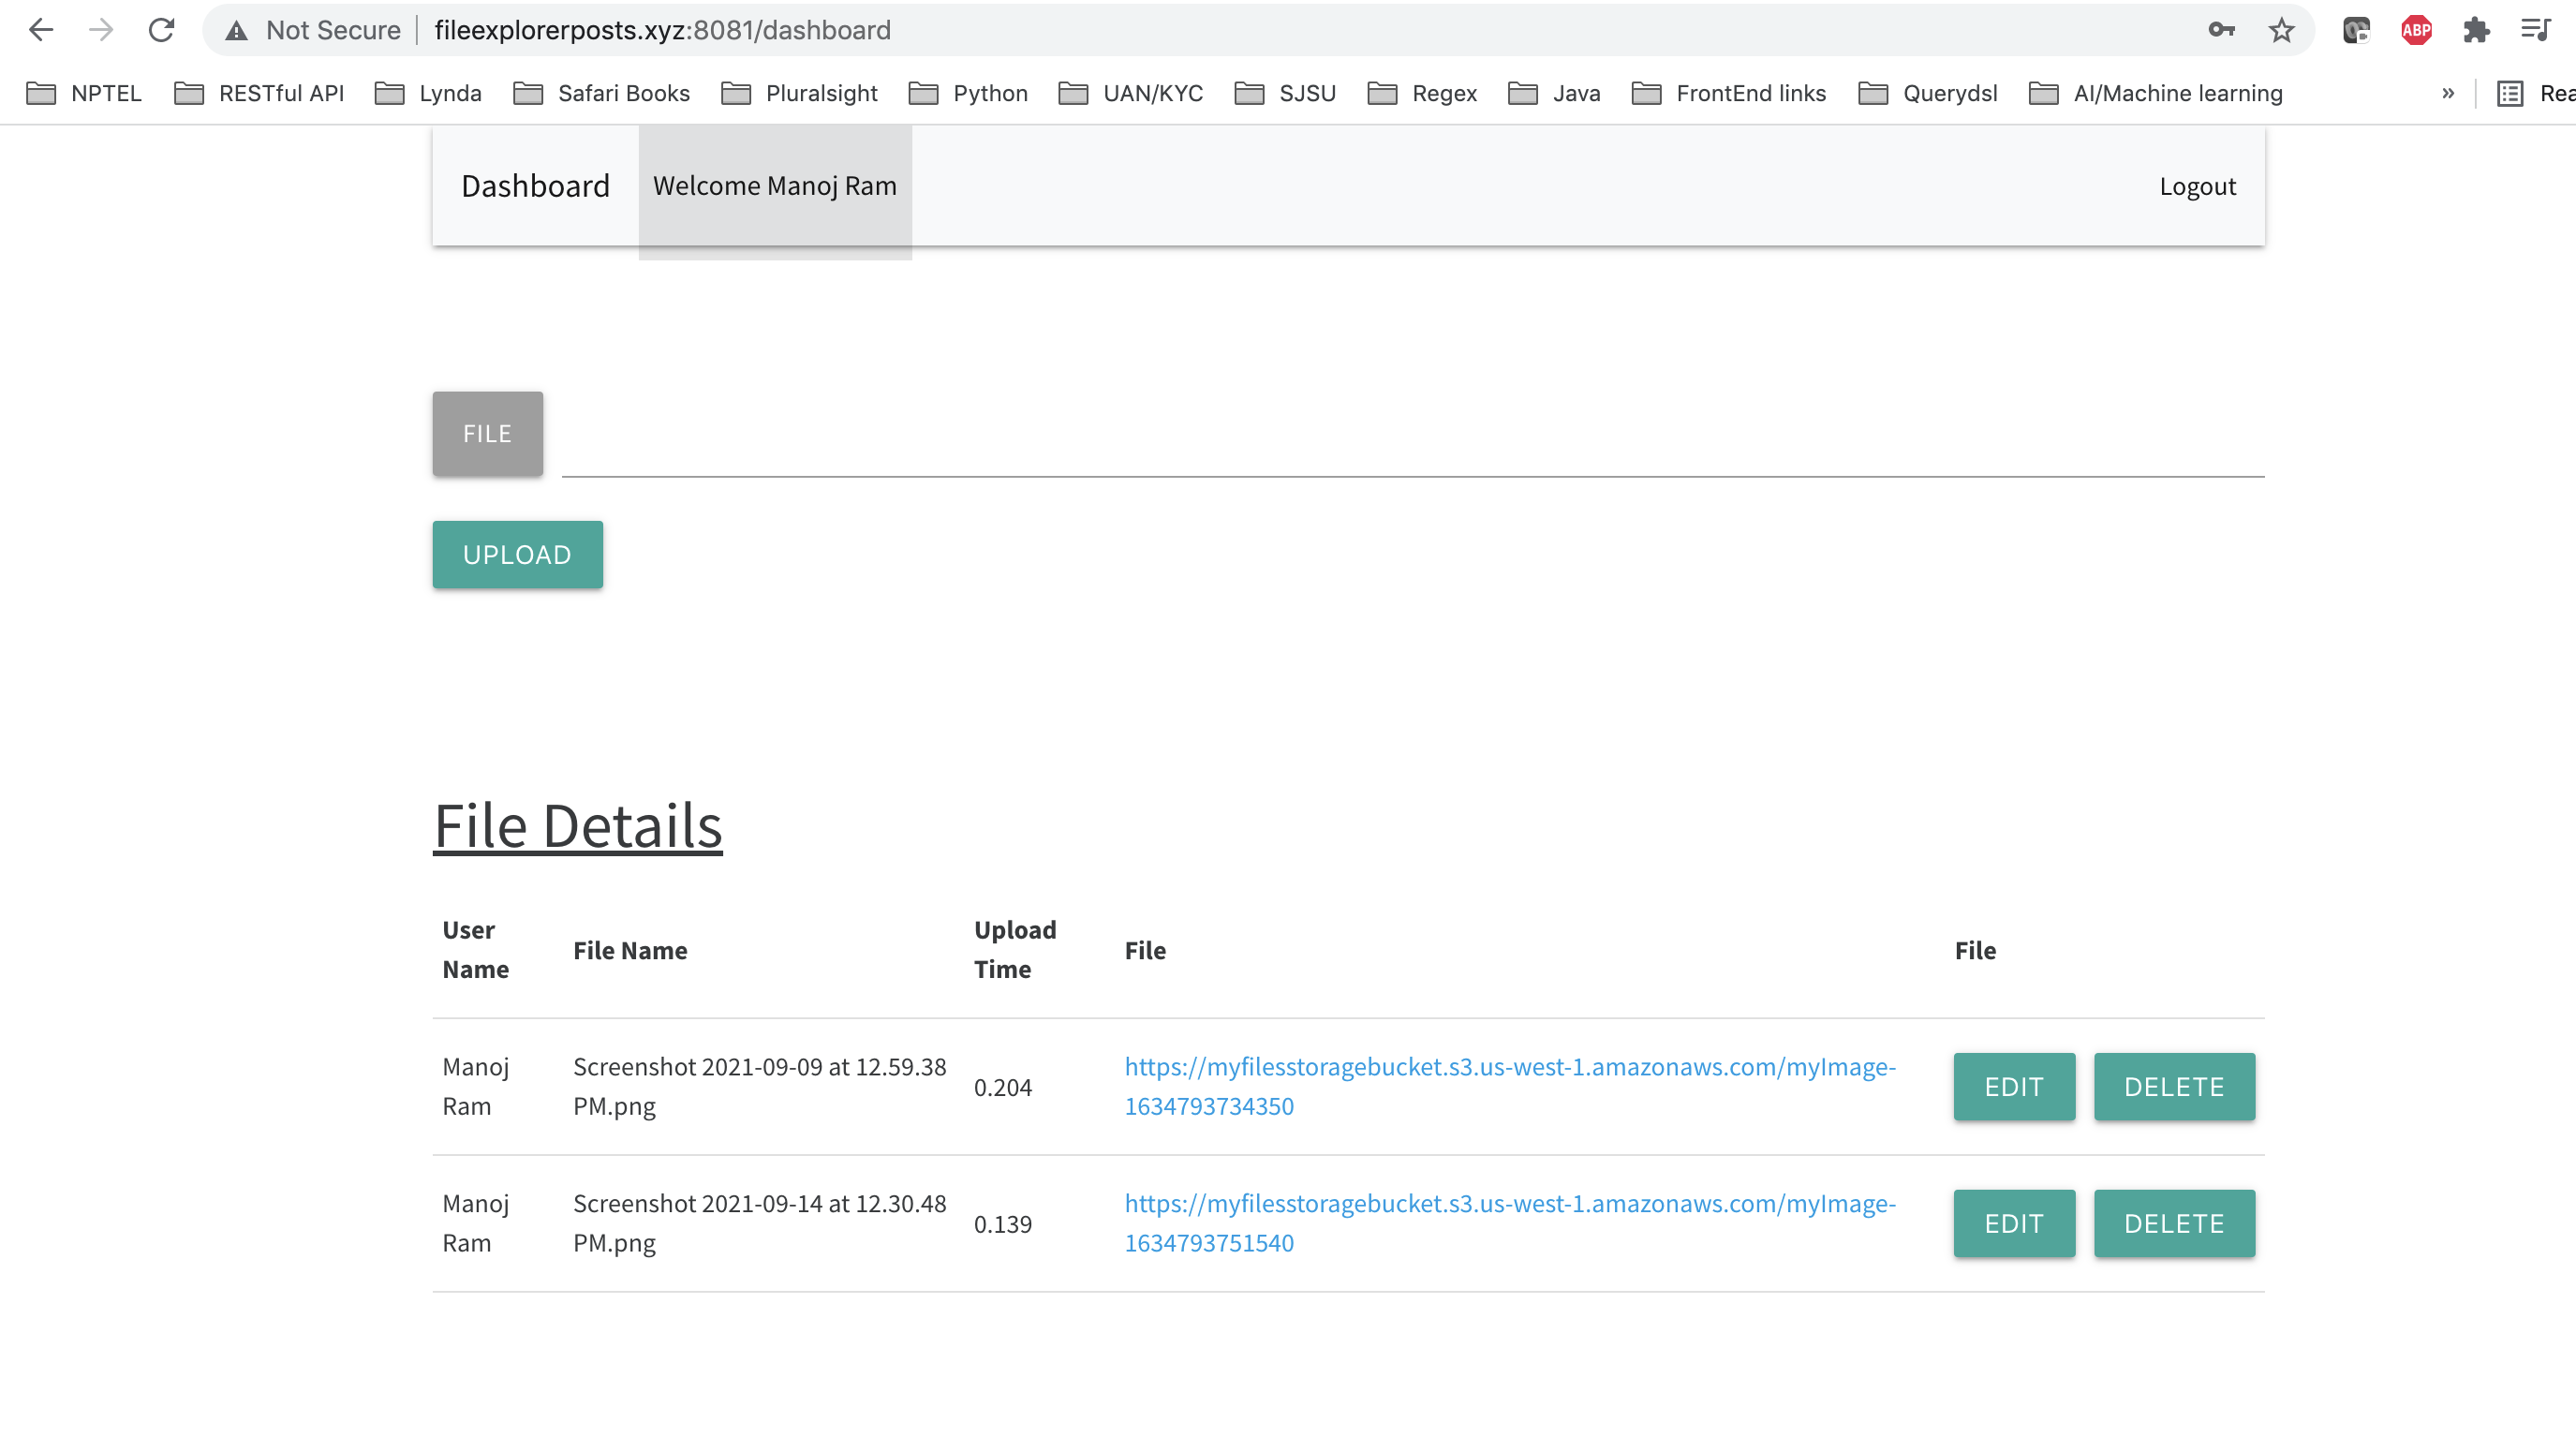 Not Secure fileexplorerposts.xyz:8081/dashboard ABP
NPTEL RESTful API Lynda Safari Books Pluralsight Python UAN/KYC SJSU Regex Java FrontEnd links Querydsl AI/Machine learning » Rea
Dashboard Welcome Manoj Ram Logout
FILE
UPLOAD
File Details
User Name File Name Upload Time File File
Manoj Ram Screenshot 2021-09-09 at 12.59.38 PM.png 0.204 https://myfilesstoragebucket.s3.us-west-1.amazonaws.com/myImage-1634793734350 EDIT DELETE
Manoj Ram Screenshot 2021-09-14 at 12.30.48 PM.png 0.139 https://myfilesstoragebucket.s3.us-west-1.amazonaws.com/myImage-1634793751540 EDIT DELETE